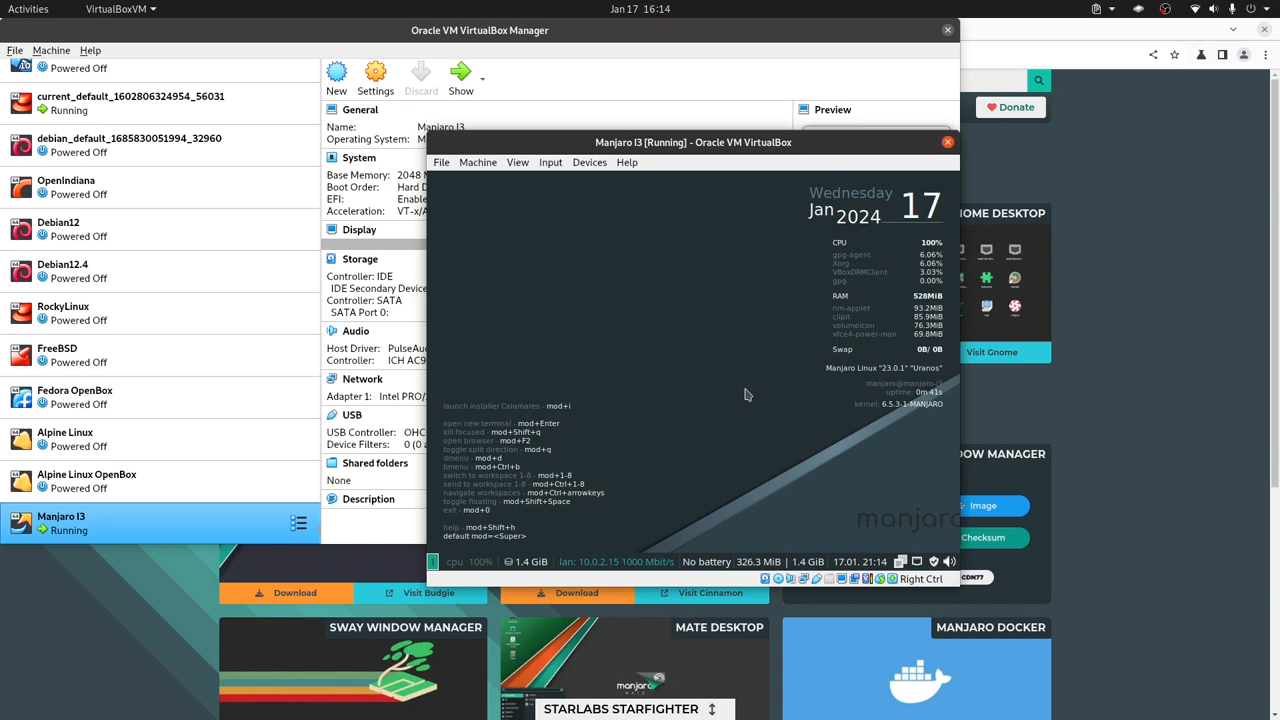 Activities
VirtualBoxVM
Jan 17 16:14
Oracle VM VirtualBox Manager
File Machine Help
Powered Off
current_default_1602806324954_56031
Running
debian_default_1685830051994_32960
Powered Off
OpenIndiana
Powered Off
Debian12
Powered Off
Debian12.4
Powered Off
RockyLinux
Powered Off
FreeBSD
Powered Off
Fedora OpenBox
Powered Off
Alpine Linux
Powered Off
Alpine Linux OpenBox
Powered Off
Manjaro I3
Running
New Settings Discard Show
General
Name: Manjaro I3
Operating System:
System
Base Memory: 2048
Boot Order: Hard
EFI:
Acceleration: VT-x/A
Display
Storage
Controller: IDE
IDE Secondary
Controller: SATA
SATA Port 0:
Audio
Host Driver: PulseAu
Controller: ICH AC9
Network
Adapter 1: Intel PRO/
USB
USB Controller: OHC
Device Filters: 0 (0
Shared folders
None
Description
Preview
Manjaro I3 [Running] - Oracle VM VirtualBox
File Machine View Input Devices Help
Wednesday
Jan 2024 17
CPU 100%
gpg-agent 6.06%
Xorg 6.06%
VBoxDRMClient 3.03%
gpg 0.00%
RAM 528MiB
nm-applet 93.2MiB
clipit 85.9MiB
volumeicon 76.3MiB
xfce4-power-man 69.8MiB
Swap 0B/ 0B
Manjaro Linux "23.0.1" "Uranos"
manjaro@manjaro-i3
uptime: 0m 41s
kernel: 6.5.3-1-MANJARO
launch installer Calamares - mod+i
open new terminal - mod+Enter
kill focused - mod+Shift+q
open browser - mod+F2
toggle split direction - mod+q
dmenu - mod+d
bmenu - mod+Ctrl+b
switch to workspace 1-8 - mod+1-8
send to workspace 1-8 - mod+Ctrl+1-8
navigate workspaces - mod+Ctrl+arrowkeys
toggle floating - mod+Shift+Space
exit - mod+0
help - mod+Shift+h
default mod=<Super>
manjaro
1 cpu 100% 1.4 GiB lan: 10.0.2.15 1000 Mbit/s No battery 326.3 MiB | 1.4 GiB 17.01. 21:14
Right Ctrl
Donate
OME DESKTOP
Visit Gnome
DOW MANAGER
Image
Checksum
CDN77
Download Visit Budgie
Download Visit Cinnamon
SWAY WINDOW MANAGER
MATE DESKTOP
manjaro
MATE
MANJARO DOCKER
STARLABS STARFIGHTER